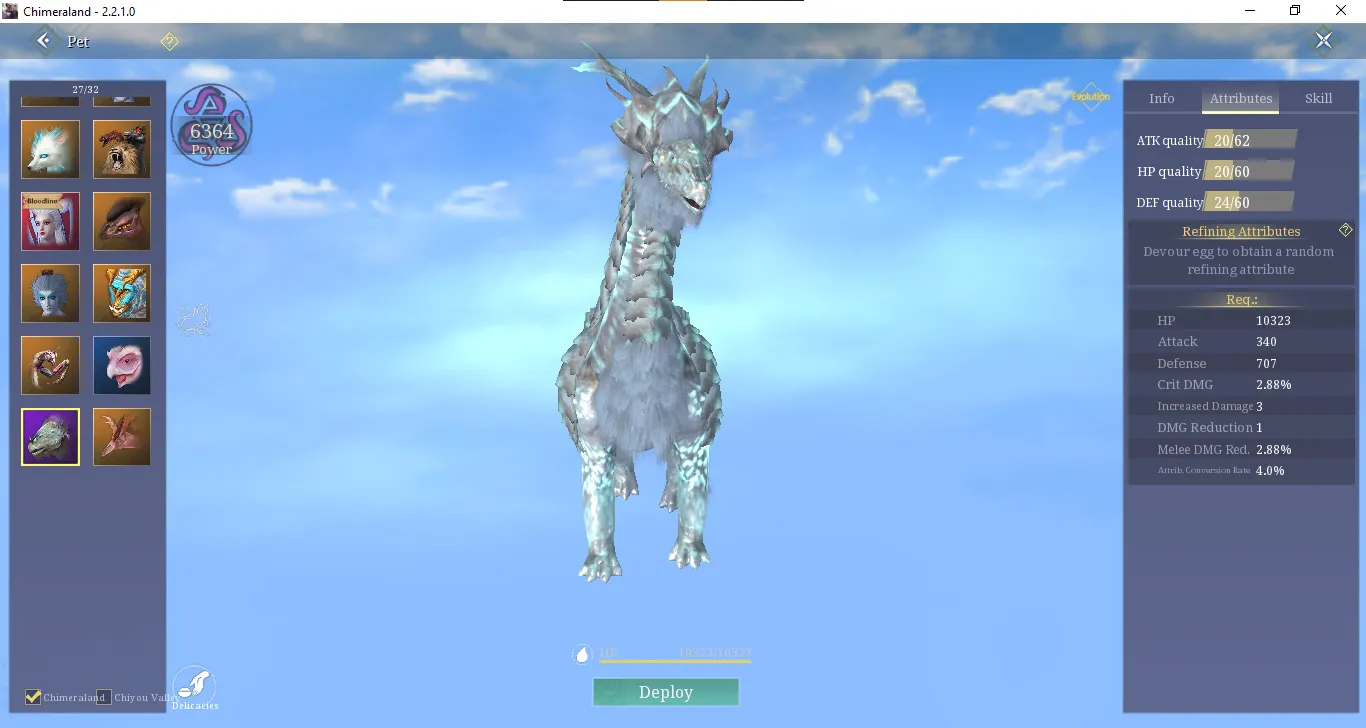 Chimeraland - 2.2.1.0
Pet
27/32
6364
Power
Bloodline
Evolution
Info Attributes Skill
ATK quality 20/62
HP quality 20/60
DEF quality 24/60
Refining Attributes
Devour egg to obtain a random
refining attribute
Req.:
HP 10323
Attack 340
Defense 707
Crit DMG 2.88%
Increased Damage 3
DMG Reduction 1
Melee DMG Red. 2.88%
Attrib. Conversion Rate 4.0%
HP 10323/10323
Deploy
Chimeraland Chiyou Valley
Delicacies